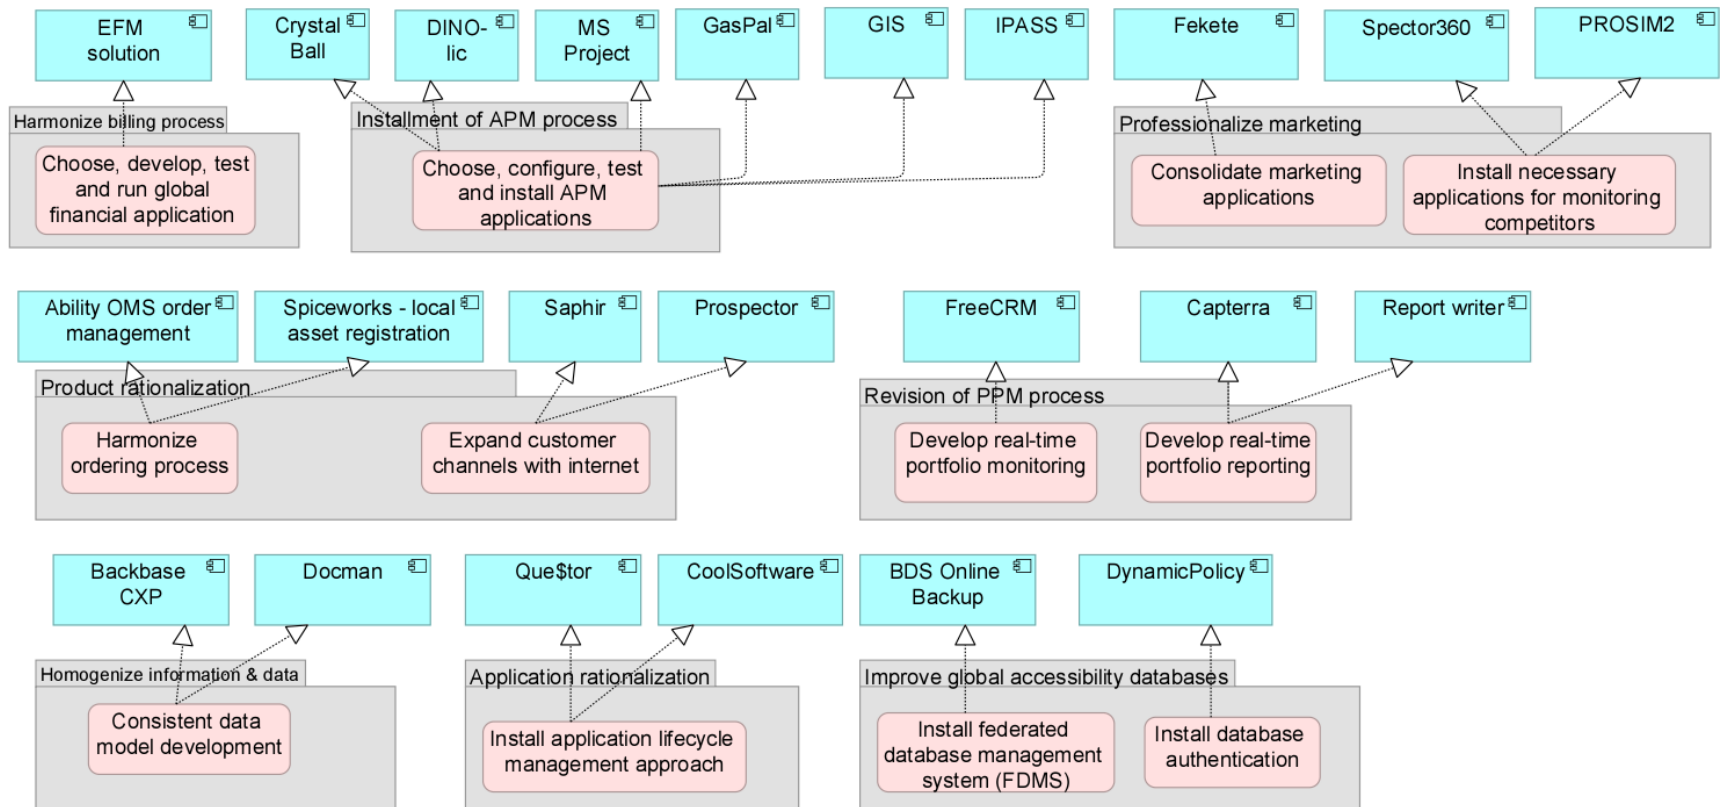 EFM
solution
Crystal
Ball
DINO-
lic
MS
Project
GasPal
GIS
IPASS
Fekete
Spector360
PROSIM2
Harmonize billing process
Choose, develop, test
and run global
financial application
Installment of APM process
Choose, configure, test
and install APM
applications
Professionalize marketing
Consolidate marketing
applications
Install necessary
applications for monitoring
competitors
Ability OMS order
management
Spiceworks - local
asset registration
Saphir
Prospector
FreeCRM
Capterra
Report writer
Product rationalization
Harmonize
ordering process
Expand customer
channels with internet
Revision of PPM process
Develop real-time
portfolio monitoring
Develop real-time
portfolio reporting
Backbase
CXP
Docman
Que$tor
CoolSoftware
BDS Online
Backup
DynamicPolicy
Homogenize information & data
Consistent data
model development
Application rationalization
Install application lifecycle
management approach
Improve global accessibility databases
Install federated
database management
system (FDMS)
Install database
authentication